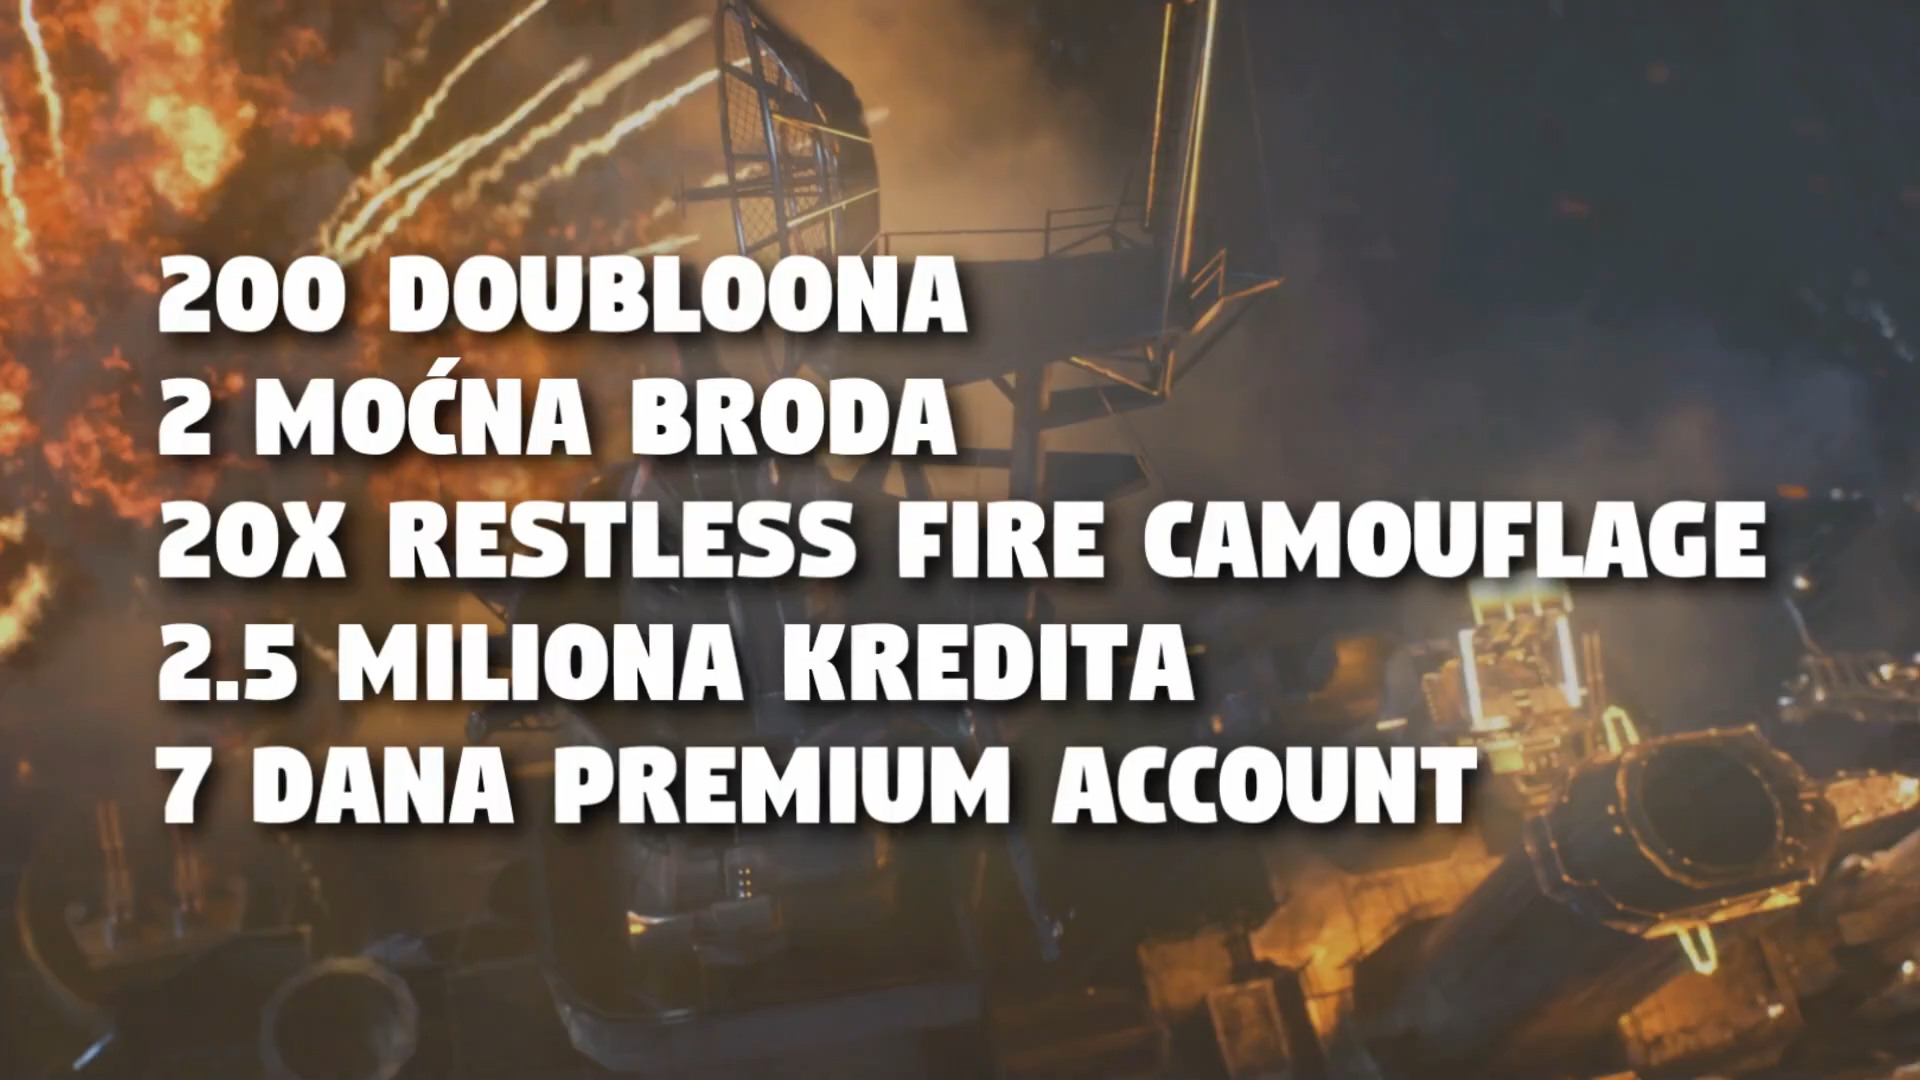 200 DOUBLOONA
2 MOĆNA BRODA
20X RESTLESS FIRE CAMOUFLAGE
2.5 MILIONA KREDITA
7 DANA PREMIUM ACCOUNT